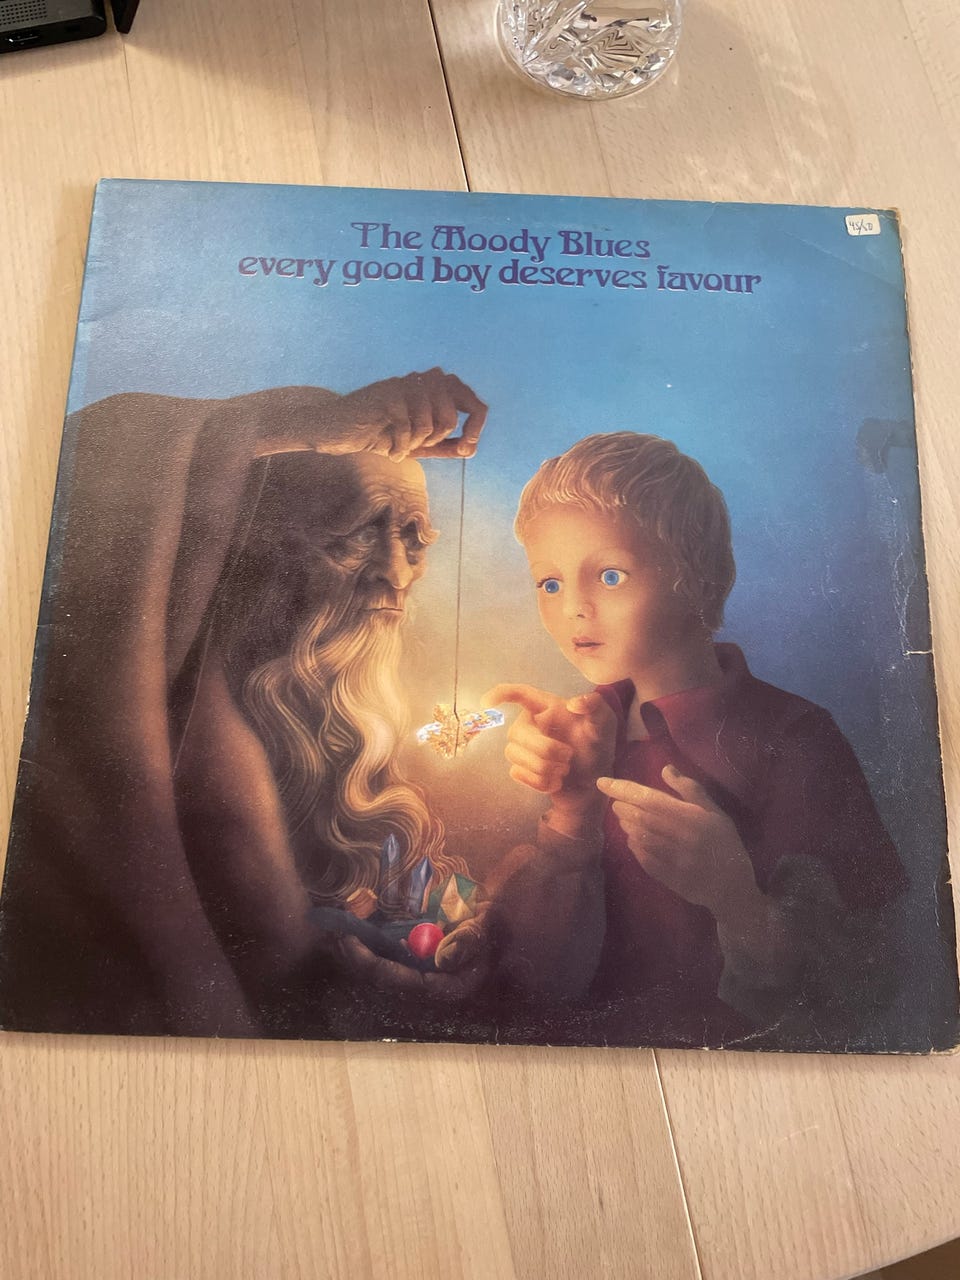 The Moody Blues
every good boy deserves favour